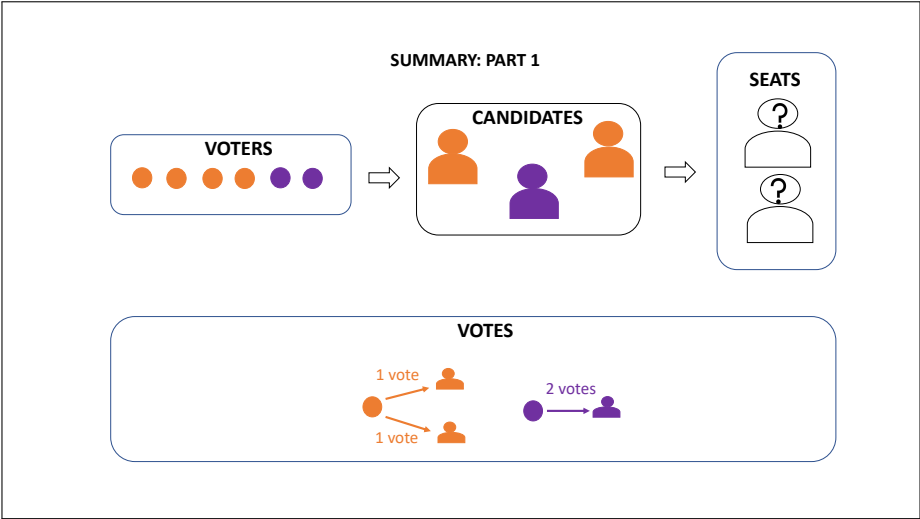 SUMMARY: PART 1
VOTERS
CANDIDATES
SEATS
?
?
VOTES
1 vote
1 vote
2 votes